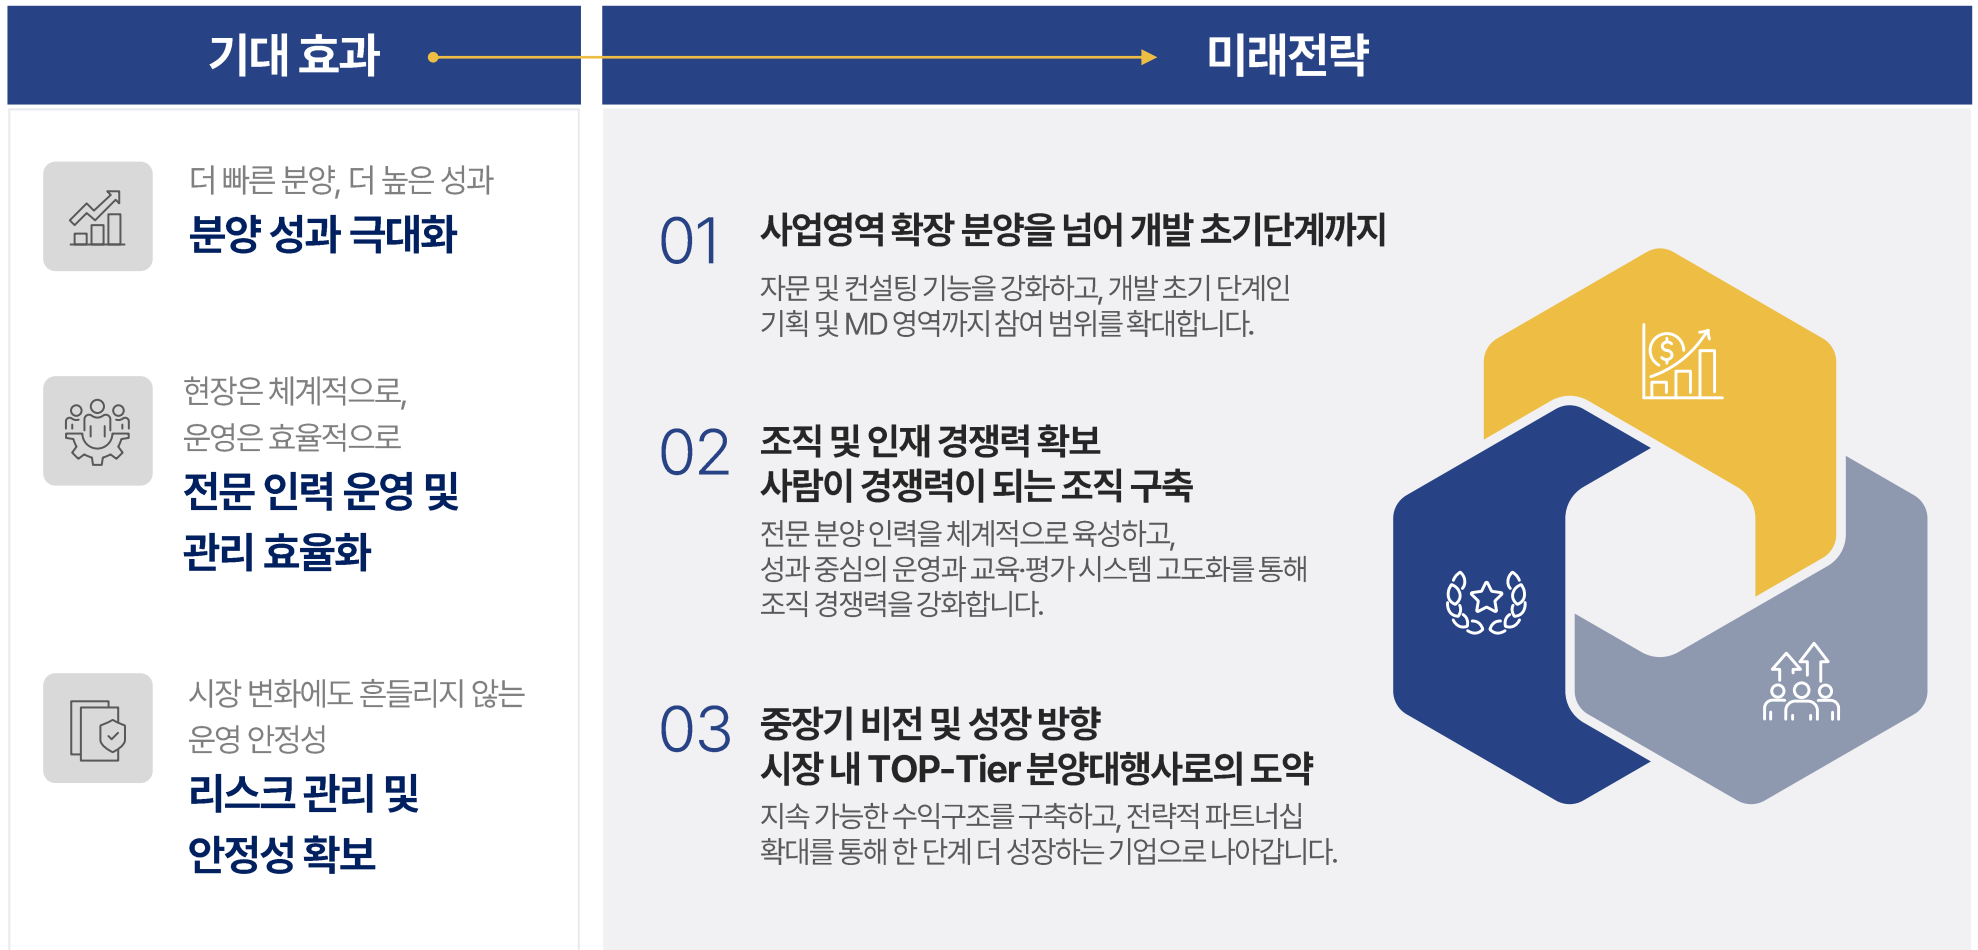 기대 효과
더 빠른 분양, 더 높은 성과
분양 성과 극대화
현장은 체계적으로,
운영은 효율적으로
전문 인력 운영 및
관리 효율화
시장 변화에도 흔들리지 않는
운영 안정성
리스크 관리 및
안정성 확보
미래전략
01
사업영역 확장 분양을 넘어 개발 초기단계까지
자문 및 컨설팅 기능을 강화하고, 개발 초기 단계인
기획 및 MD 영역까지 참여 범위를 확대합니다.
02
조직 및 인재 경쟁력 확보
사람이 경쟁력이 되는 조직 구축
전문 분양 인력을 체계적으로 육성하고,
성과 중심의 운영과 교육·평가 시스템 고도화를 통해
조직 경쟁력을 강화합니다.
03
중장기 비전 및 성장 방향
시장 내 TOP-Tier 분양대행사로의 도약
지속 가능한 수익구조를 구축하고, 전략적 파트너십
확대를 통해 한 단계 더 성장하는 기업으로 나아갑니다.
$